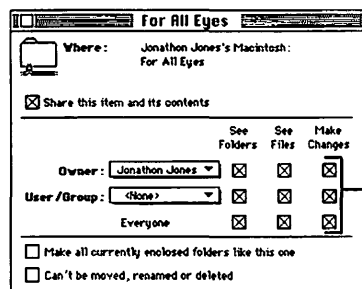 For All Eyes
Where: Jonathon Jones's Macintosh:
For All Eyes
Share this item and its contents
See Folders See Files Make Changes
Owner: Jonathon Jones
User/Group: <None>
Everyone
Make all currently enclosed folders like this one
Can't be moved, renamed or deleted